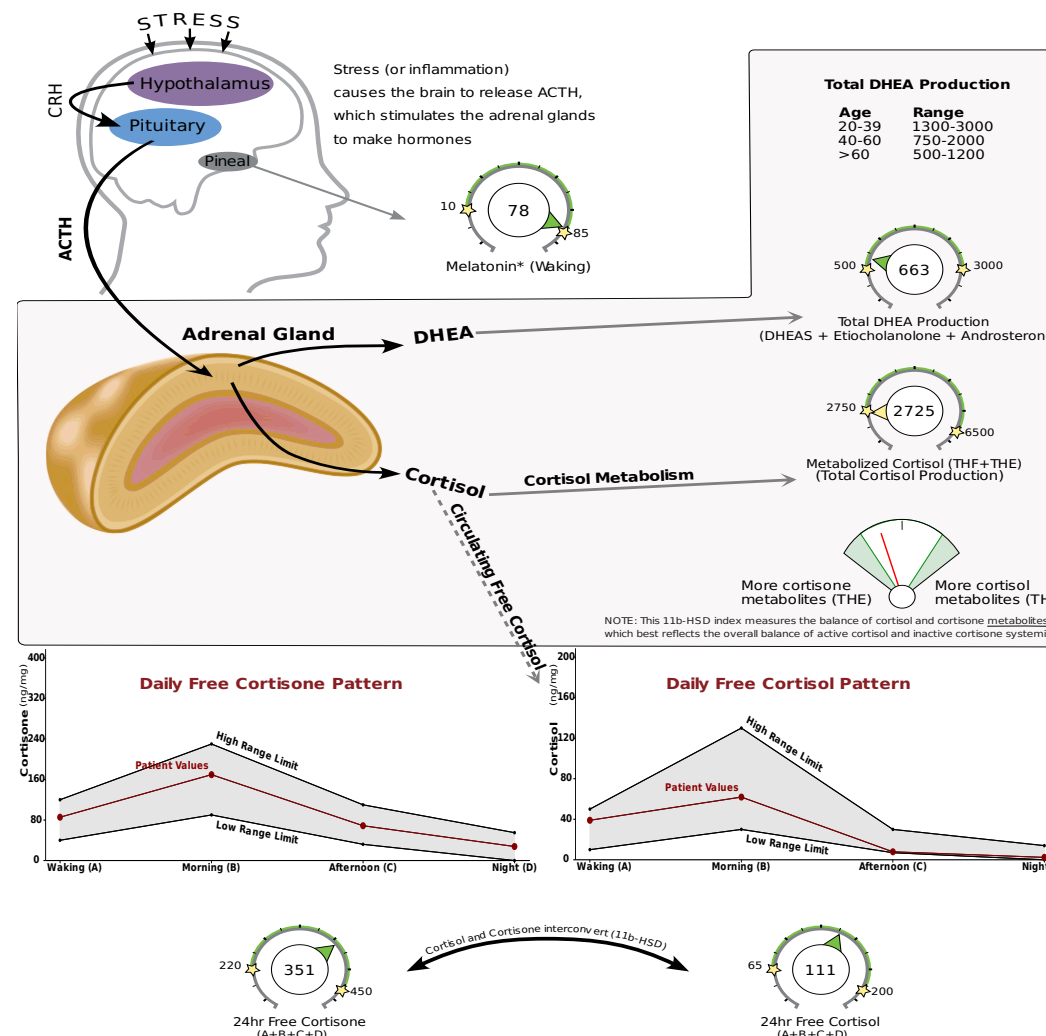 STRESS
Hypothalamus
CRH
Pituitary
Pineal
ACTH
Stress (or inflammation)
causes the brain to release ACTH,
which stimulates the adrenal glands
to make hormones
10
78
85
Melatonin* (Waking)
Total DHEA Production
Age Range
20-39 1300-3000
40-60 750-2000
>60 500-1200
500
663
3000
Total DHEA Production
(DHEAS + Etiocholanolone + Androsteron
Adrenal Gland
DHEA
2750
2725
6500
Metabolized Cortisol (THF+THE)
(Total Cortisol Production)
Cortisol
Cortisol Metabolism
Circulating Free Cortisol
More cortisone
metabolites (THE)
More cortisol
metabolites (TH
NOTE: This 11b-HSD index measures the balance of cortisol and cortisone metabolites
which best reflects the overall balance of active cortisol and inactive cortisone systemi
Daily Free Cortisone Pattern
Cortisone (ng/mg)
400
320
240
160
80
0
High Range Limit
Patient Values
Low Range Limit
Waking (A) Morning (B) Afternoon (C) Night (D)
Daily Free Cortisol Pattern
Cortisol (ng/mg)
200
160
120
80
40
0
High Range Limit
Patient Values
Low Range Limit
Waking (A) Morning (B) Afternoon (C) Night
220
351
450
24hr Free Cortisone
(A+B+C+D)
Cortisol and Cortisone interconvert (11b-HSD)
65
111
200
24hr Free Cortisol
(A+B+C+D)